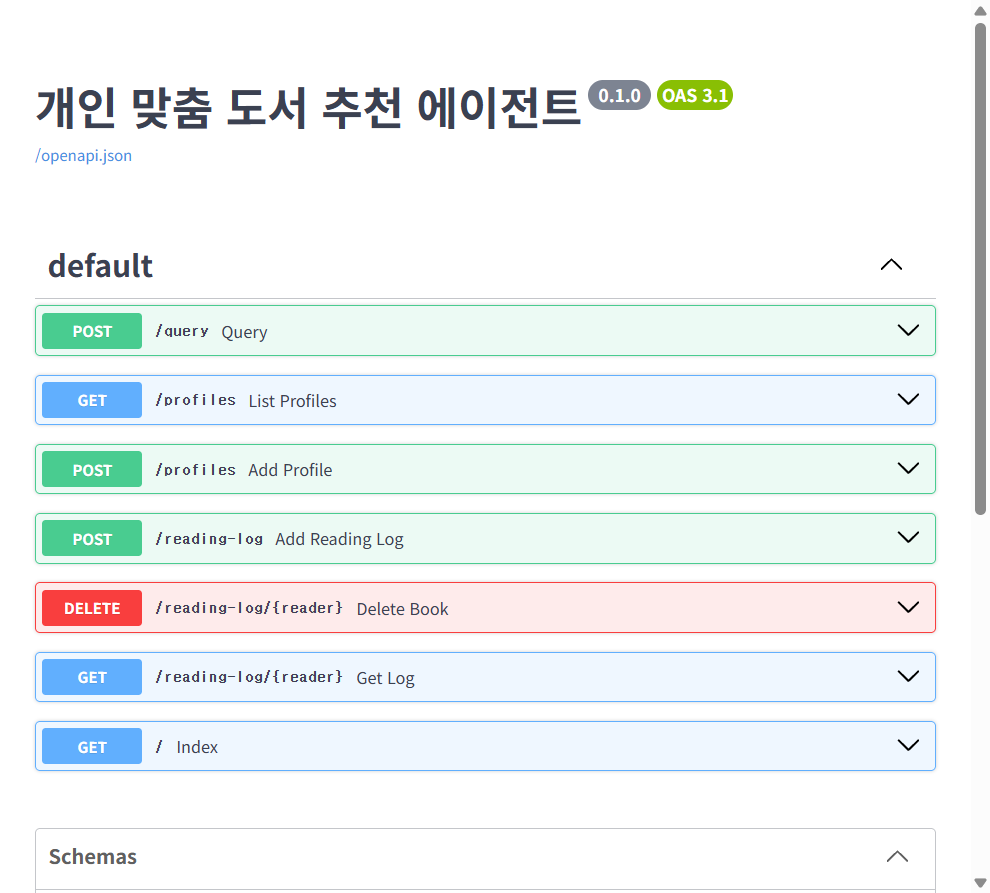 개인 맞춤 도서 추천 에이전트 0.1.0 OAS 3.1
/openapi.json
default
POST /query Query
GET /profiles List Profiles
POST /profiles Add Profile
POST /reading-log Add Reading Log
DELETE /reading-log/{reader} Delete Book
GET /reading-log/{reader} Get Log
GET / Index
Schemas